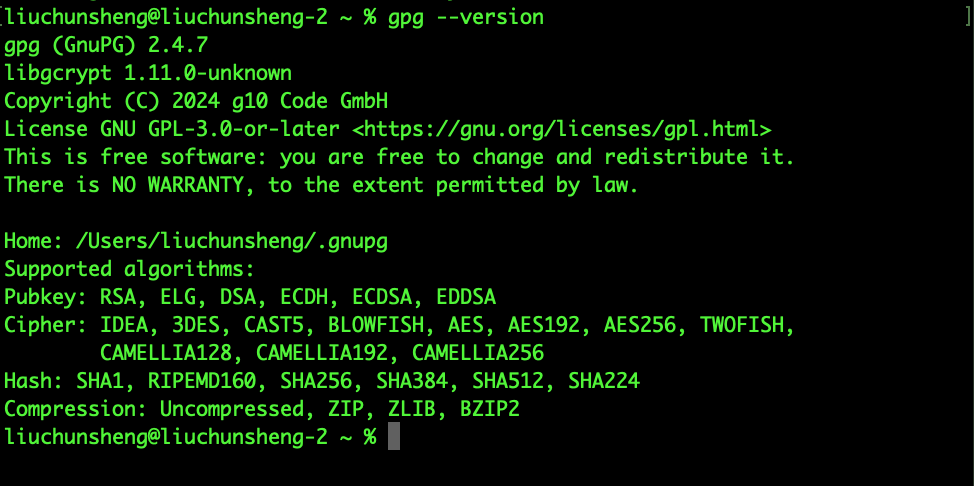 [liuchunsheng@liuchunsheng-2 ~ % gpg --version ]
gpg (GnuPG) 2.4.7
libgcrypt 1.11.0-unknown
Copyright (C) 2024 g10 Code GmbH
License GNU GPL-3.0-or-later <https://gnu.org/licenses/gpl.html>
This is free software: you are free to change and redistribute it.
There is NO WARRANTY, to the extent permitted by law.
Home: /Users/liuchunsheng/.gnupg
Supported algorithms:
Pubkey: RSA, ELG, DSA, ECDH, ECDSA, EDDSA
Cipher: IDEA, 3DES, CAST5, BLOWFISH, AES, AES192, AES256, TWOFISH,
CAMELLIA128, CAMELLIA192, CAMELLIA256
Hash: SHA1, RIPEMD160, SHA256, SHA384, SHA512, SHA224
Compression: Uncompressed, ZIP, ZLIB, BZIP2
liuchunsheng@liuchunsheng-2 ~ %